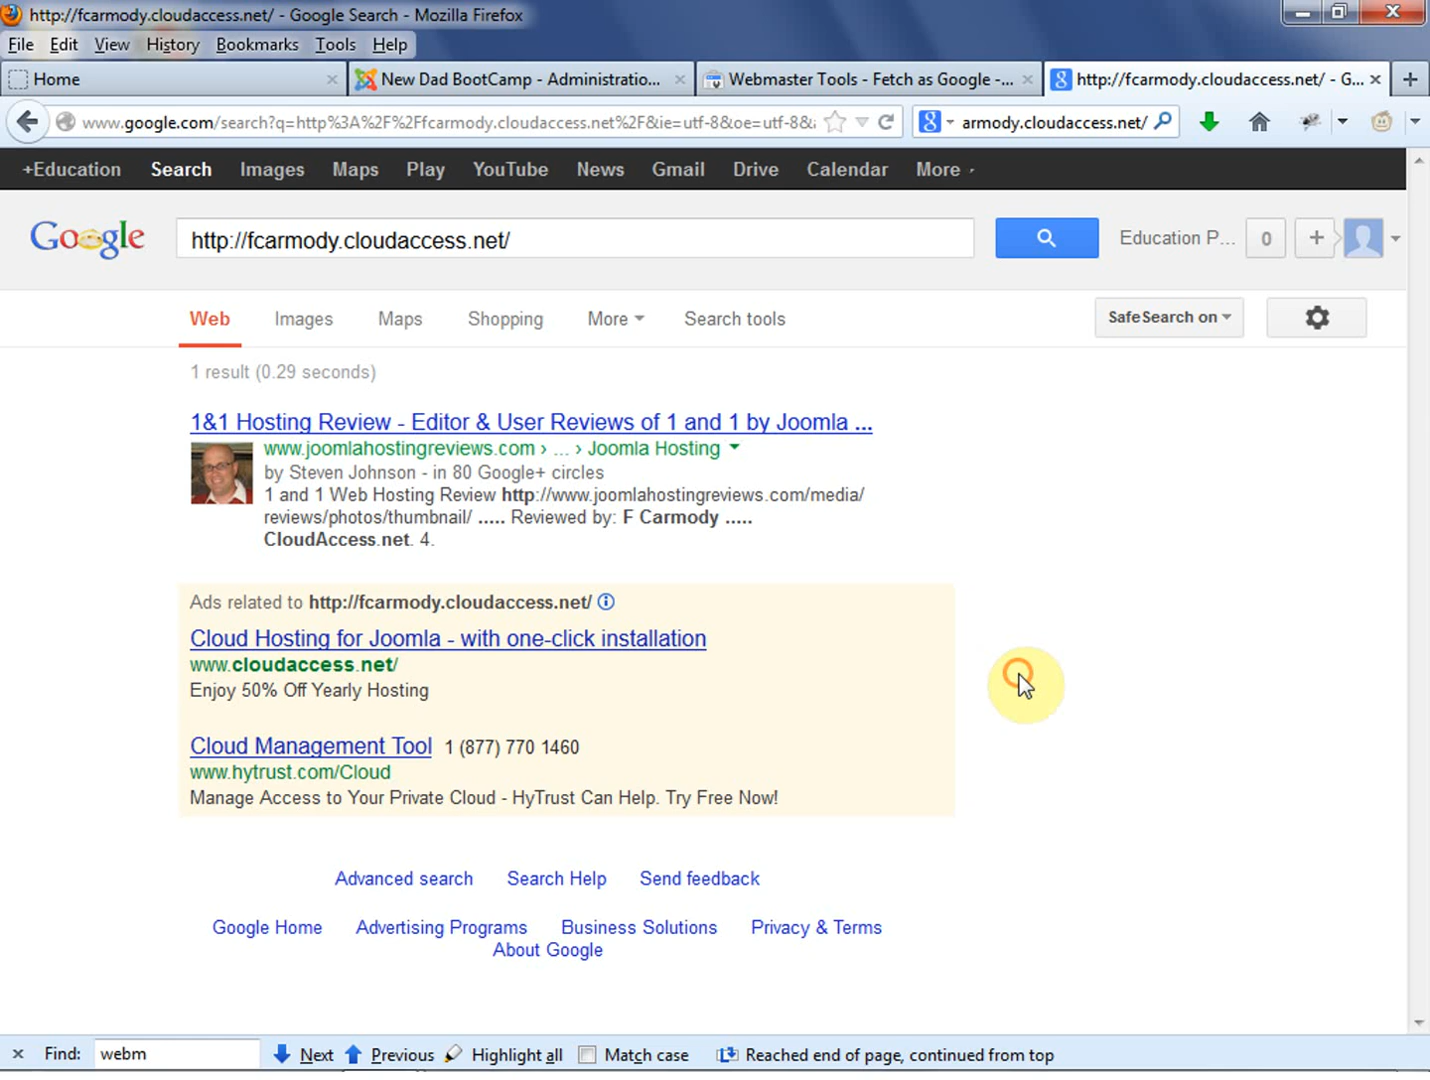 http://fcarmody.cloudaccess.net/ - Google Search - Mozilla Firefox
File Edit View History Bookmarks Tools Help
Home
New Dad BootCamp - Administratio...
Webmaster Tools - Fetch as Google -...
http://fcarmody.cloudaccess.net/ - G...
www.google.com/search?q=http%3A%2F%2Ffcarmody.cloudaccess.net%2F&ie=utf-8&oe=utf-8&
armody.cloudaccess.net/
+Education Search Images Maps Play YouTube News Gmail Drive Calendar More
Google
http://fcarmody.cloudaccess.net/
Education P... 0 +
Web Images Maps Shopping More Search tools
SafeSearch on
1 result (0.29 seconds)
1&1 Hosting Review - Editor & User Reviews of 1 and 1 by Joomla ...
www.joomlahostingreviews.com › ... › Joomla Hosting
by Steven Johnson - in 80 Google+ circles
1 and 1 Web Hosting Review http://www.joomlahostingreviews.com/media/
reviews/photos/thumbnail/ ..... Reviewed by: F Carmody .....
CloudAccess.net. 4.
Ads related to http://fcarmody.cloudaccess.net/
Cloud Hosting for Joomla - with one-click installation
www.cloudaccess.net/
Enjoy 50% Off Yearly Hosting
Cloud Management Tool 1 (877) 770 1460
www.hytrust.com/Cloud
Manage Access to Your Private Cloud - HyTrust Can Help. Try Free Now!
Advanced search Search Help Send feedback
Google Home Advertising Programs Business Solutions Privacy & Terms
About Google
Find: webm Next Previous Highlight all Match case Reached end of page, continued from top